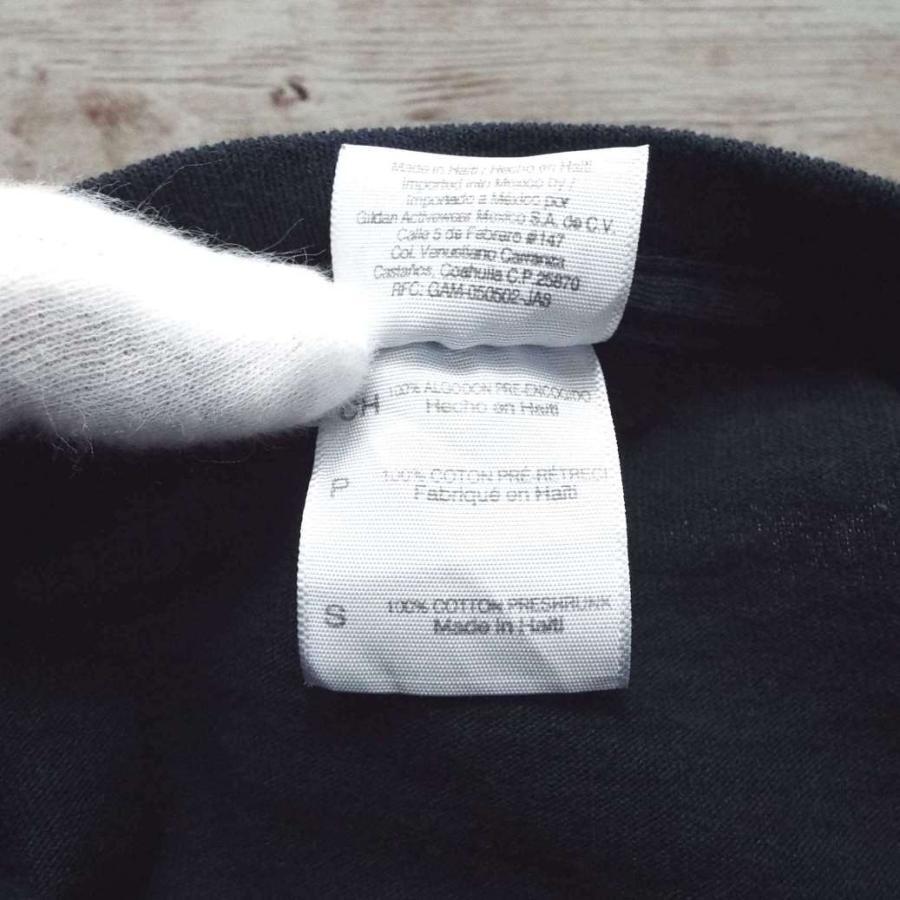 Made in Haiti / Hecho en Haití
Imported into Mexico by /
Importado a México por
Gildan Activewear Mexico S.A. de C.V.
Calle 5 de Febrero #147
Col. Venustiano Carranza
Castaños, Coahuila C.P. 25870
RFC: GAM-050502-JA9
CH 100% ALGODON PRE-ENCOGIDO
Hecho en Haití
P 100% COTON PRÉ-RÉTRECI
Fabriqué en Haïti
S 100% COTTON PRESHRUNK
Made in Haiti